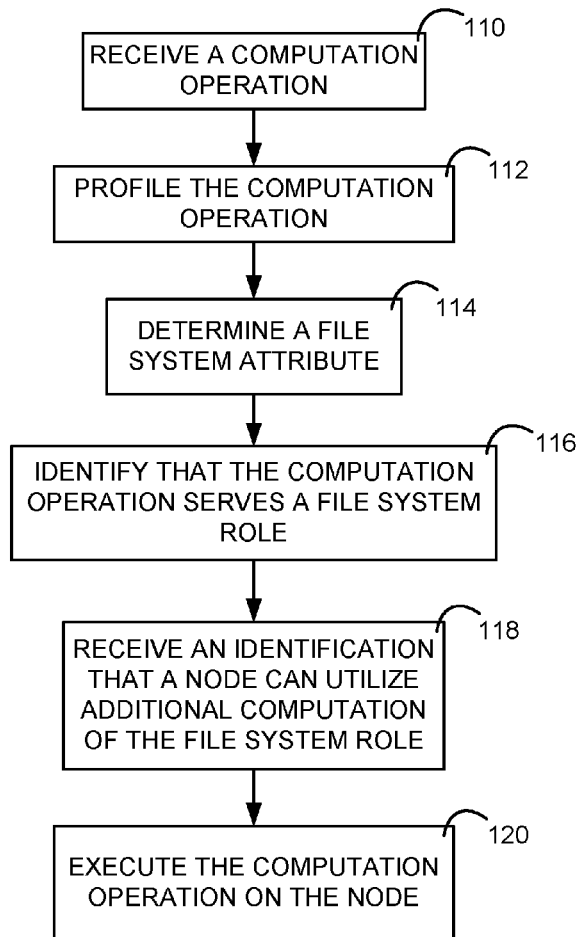 110
RECEIVE A COMPUTATION
OPERATION
112
PROFILE THE COMPUTATION
OPERATION
114
DETERMINE A FILE
SYSTEM ATTRIBUTE
116
IDENTIFY THAT THE COMPUTATION
OPERATION SERVES A FILE SYSTEM
ROLE
118
RECEIVE AN IDENTIFICATION
THAT A NODE CAN UTILIZE
ADDITIONAL COMPUTATION
OF THE FILE SYSTEM ROLE
120
EXECUTE THE COMPUTATION
OPERATION ON THE NODE